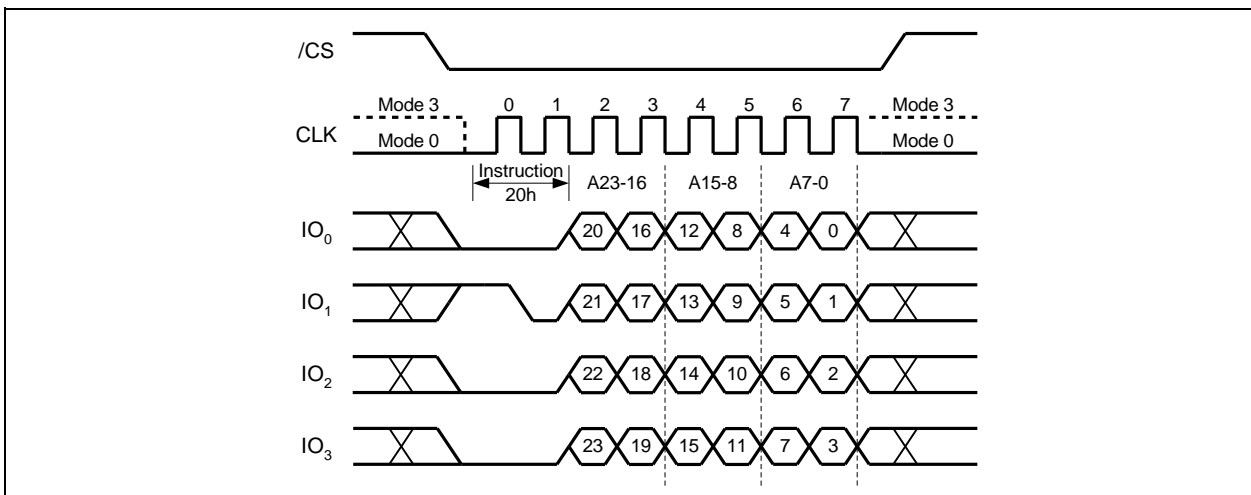 /CS
Mode 3 0 1 2 3 4 5 6 7 Mode 3
CLK
Mode 0 Mode 0
Instruction
20h
A23-16 A15-8 A7-0
IO0 20 16 12 8 4 0
IO1 21 17 13 9 5 1
IO2 22 18 14 10 6 2
IO3 23 19 15 11 7 3